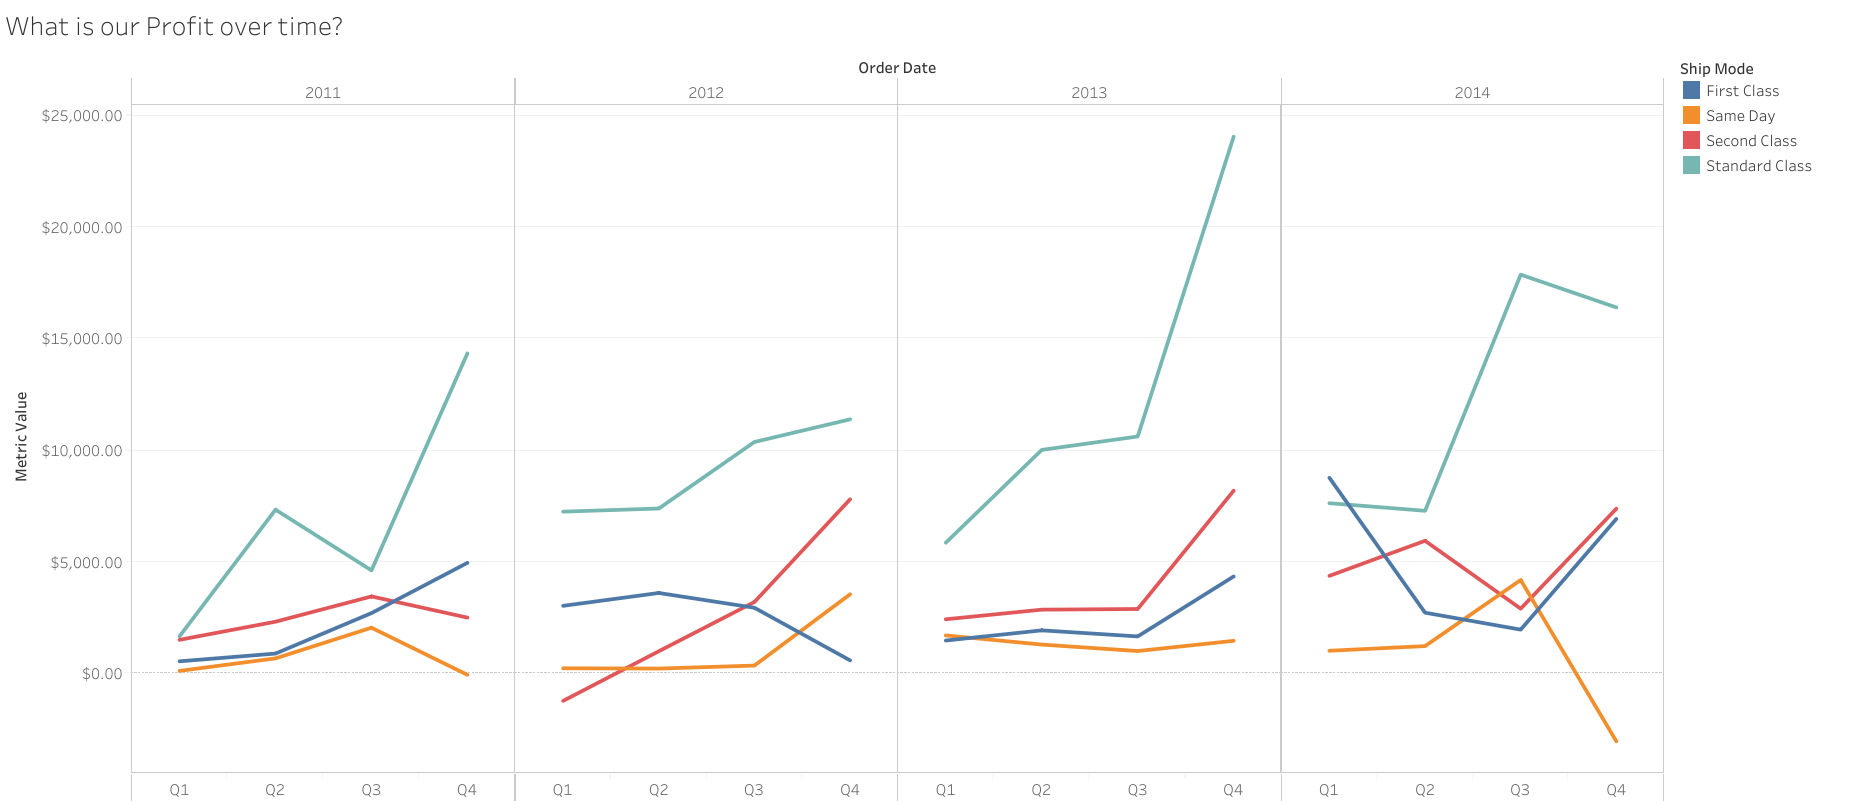 What is our Profit over time?
Order Date
Ship Mode
2011 2012 2013 2014
First Class
Same Day
Second Class
Standard Class
$25,000.00
$20,000.00
$15,000.00
$10,000.00
$5,000.00
$0.00
Metric Value
Q1 Q2 Q3 Q4 Q1 Q2 Q3 Q4 Q1 Q2 Q3 Q4 Q1 Q2 Q3 Q4